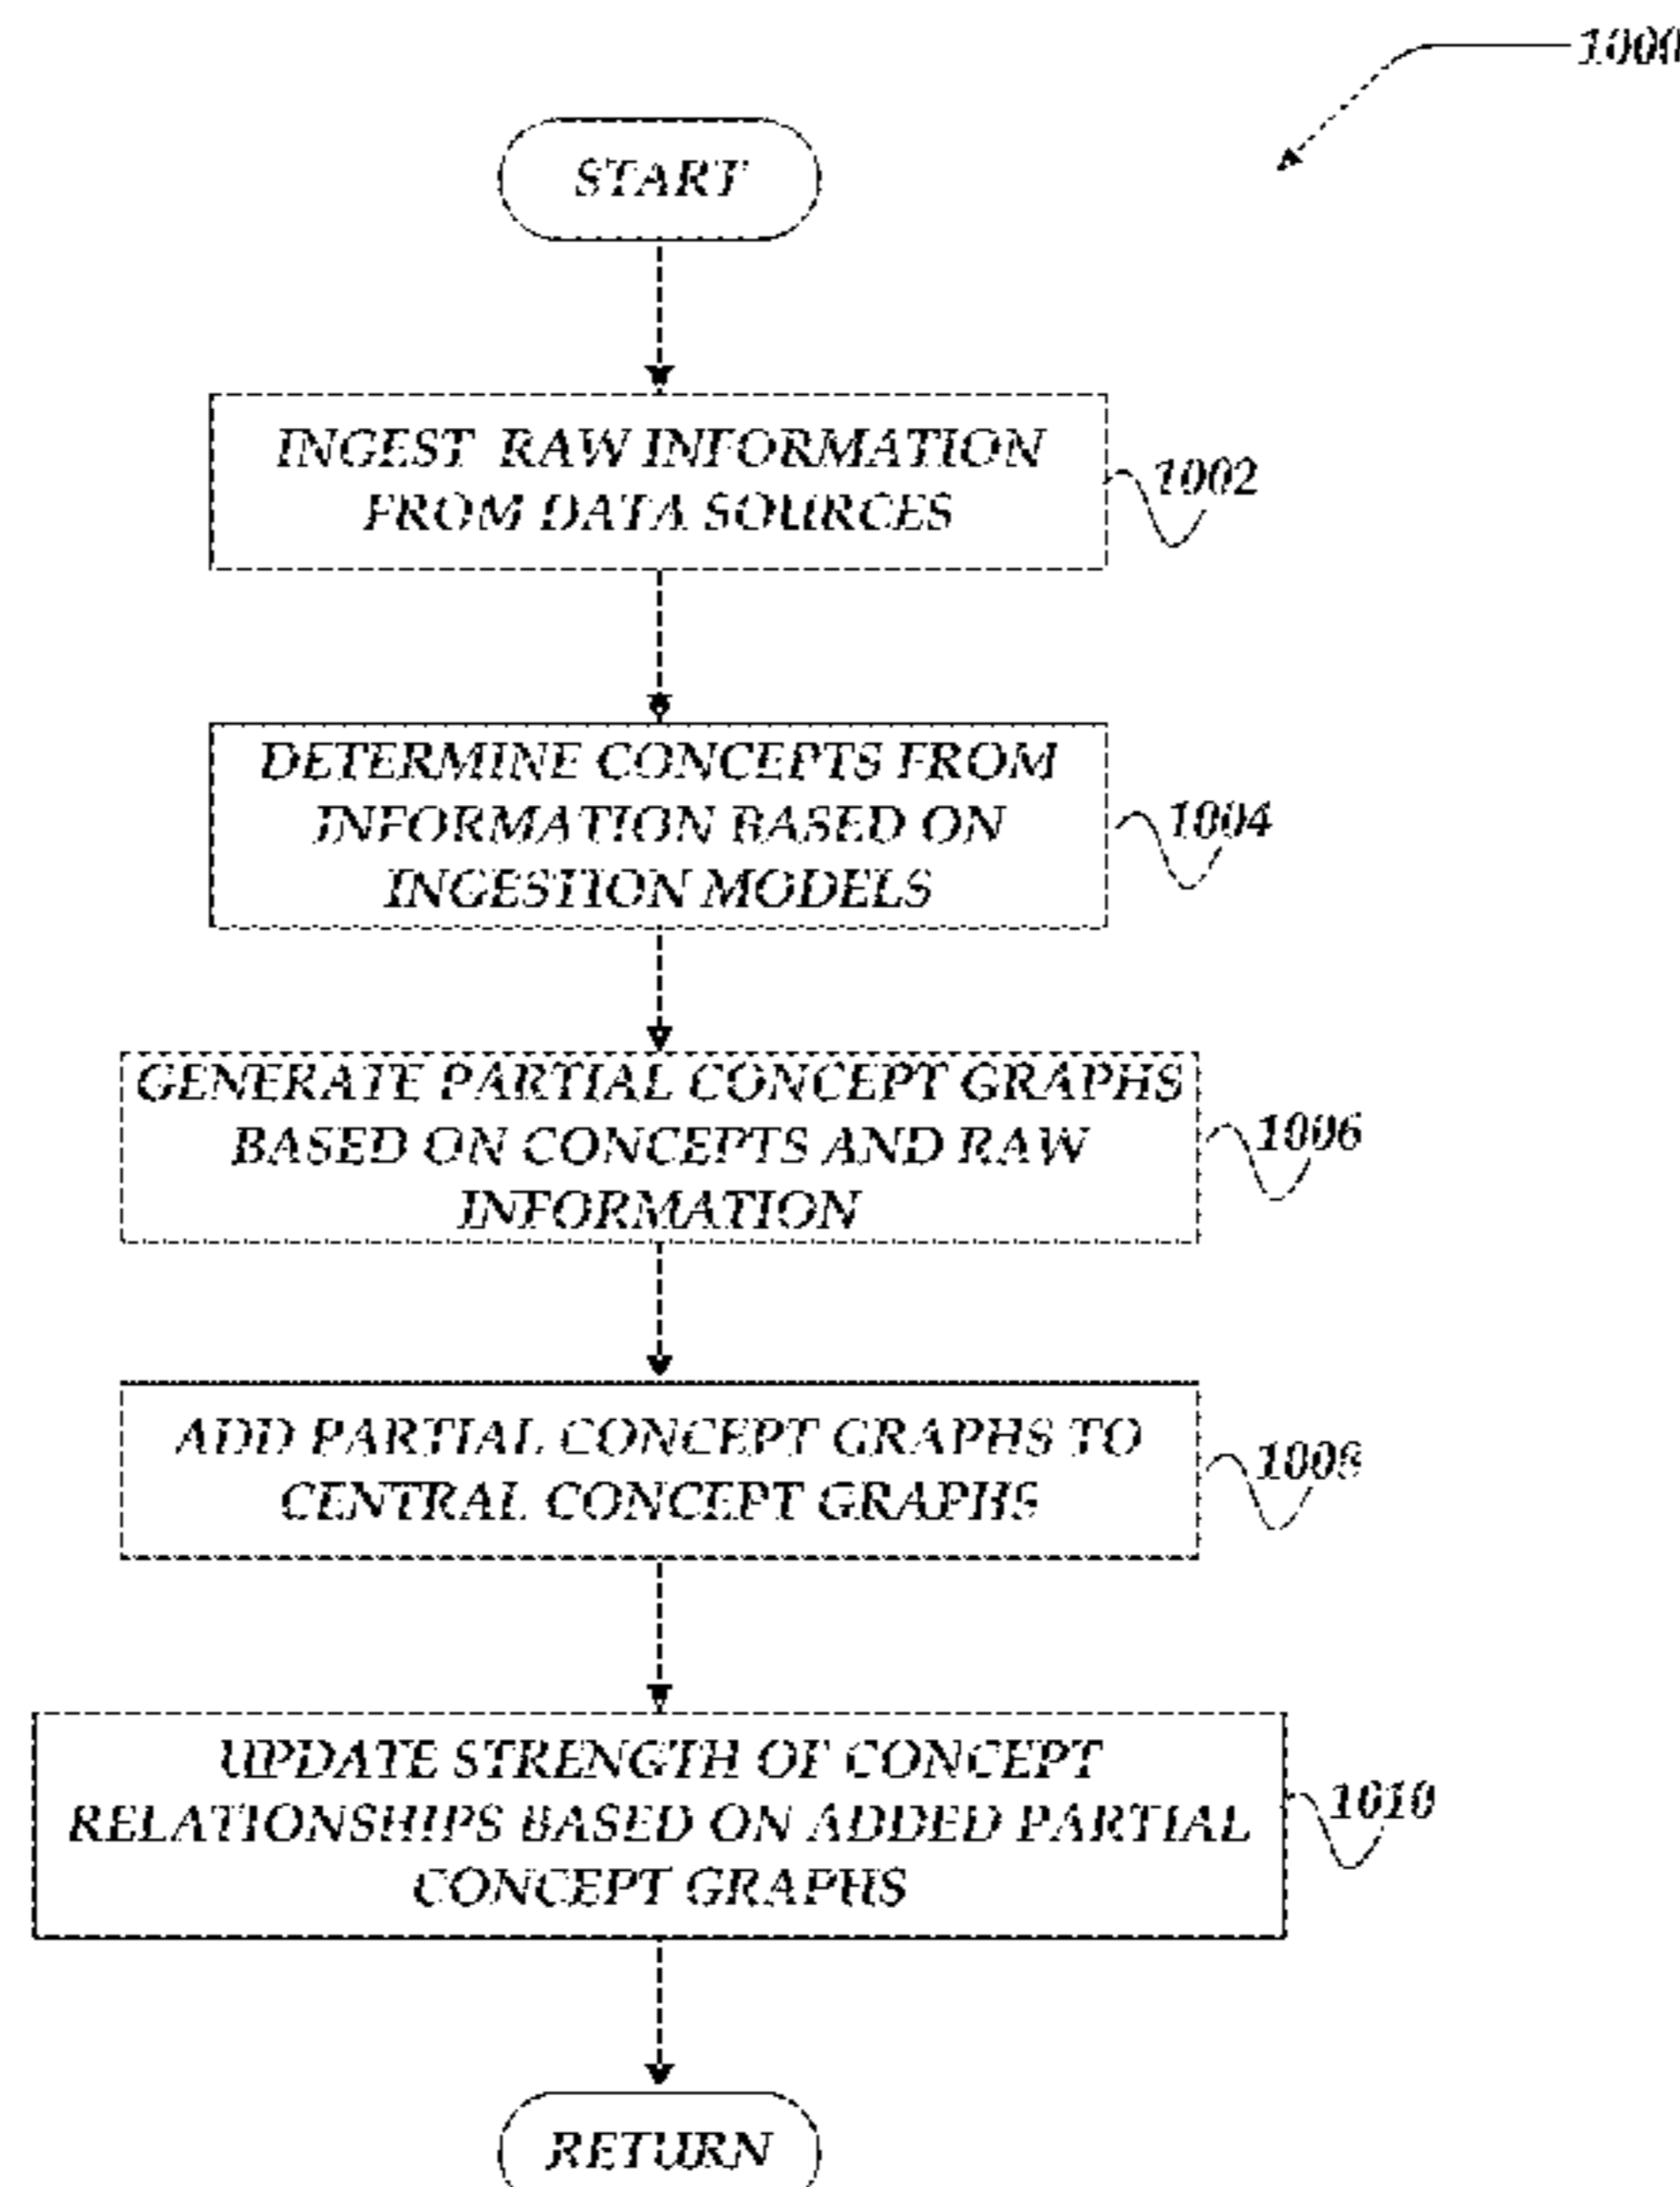 1000
START
INGEST RAW INFORMATION
FROM DATA SOURCES
1002
DETERMINE CONCEPTS FROM
INFORMATION BASED ON
INGESTION MODELS
1004
GENERATE PARTIAL CONCEPT GRAPHS
BASED ON CONCEPTS AND RAW
INFORMATION
1006
ADD PARTIAL CONCEPT GRAPHS TO
CENTRAL CONCEPT GRAPHS
1008
UPDATE STRENGTH OF CONCEPT
RELATIONSHIPS BASED ON ADDED PARTIAL
CONCEPT GRAPHS
1010
RETURN